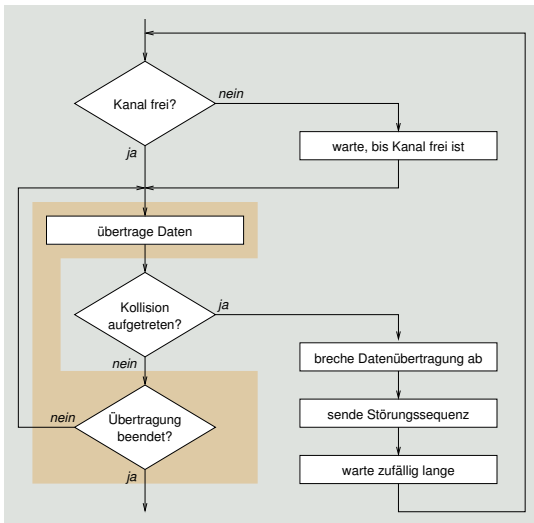 Kanal frei?
nein
warte, bis Kanal frei ist
ja
übertrage Daten
Kollision
aufgetreten?
ja
breche Datenübertragung ab
nein
sende Störungssequenz
nein
Übertragung
beendet?
warte zufällig lange
ja